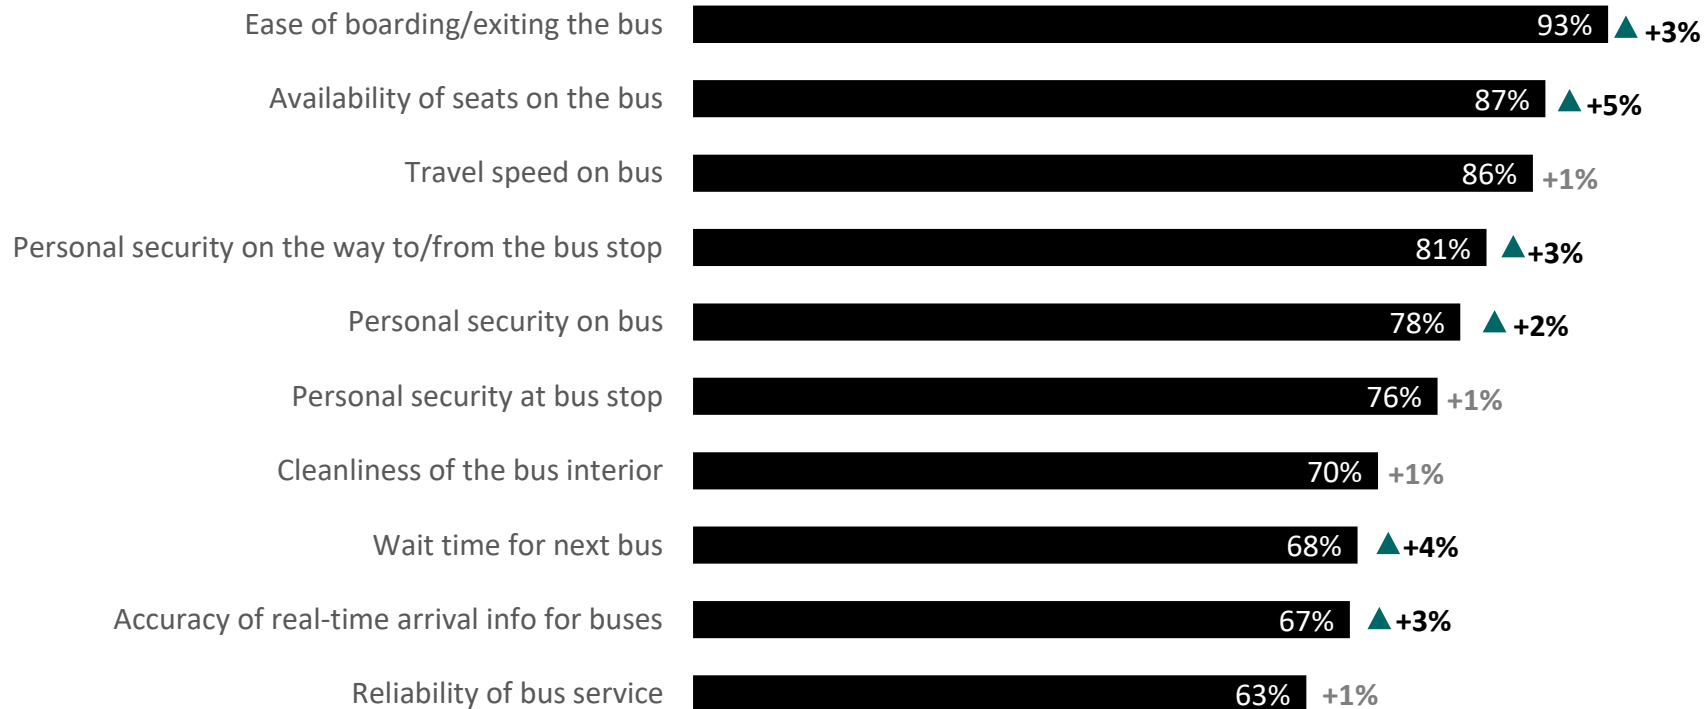 Ease of boarding/exiting the bus 93% ▲ +3%
Availability of seats on the bus 87% ▲ +5%
Travel speed on bus 86% +1%
Personal security on the way to/from the bus stop 81% ▲ +3%
Personal security on bus 78% ▲ +2%
Personal security at bus stop 76% +1%
Cleanliness of the bus interior 70% +1%
Wait time for next bus 68% ▲ +4%
Accuracy of real-time arrival info for buses 67% ▲ +3%
Reliability of bus service 63% +1%